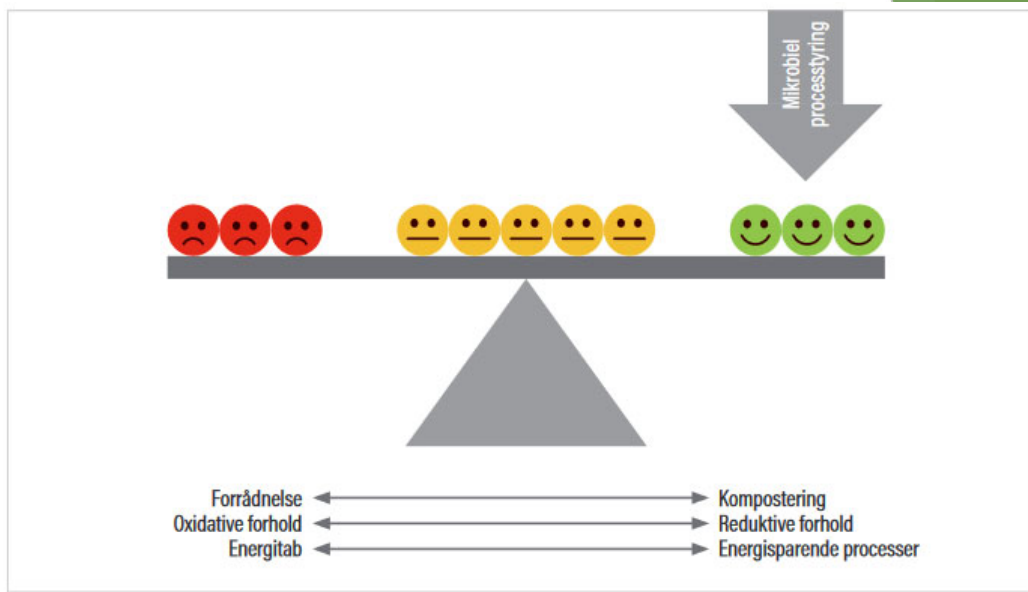 Mikrobiel
processtyring
Forrådnelse
Kompostering
Oxidative forhold
Reduktive forhold
Energitab
Energisparende processer